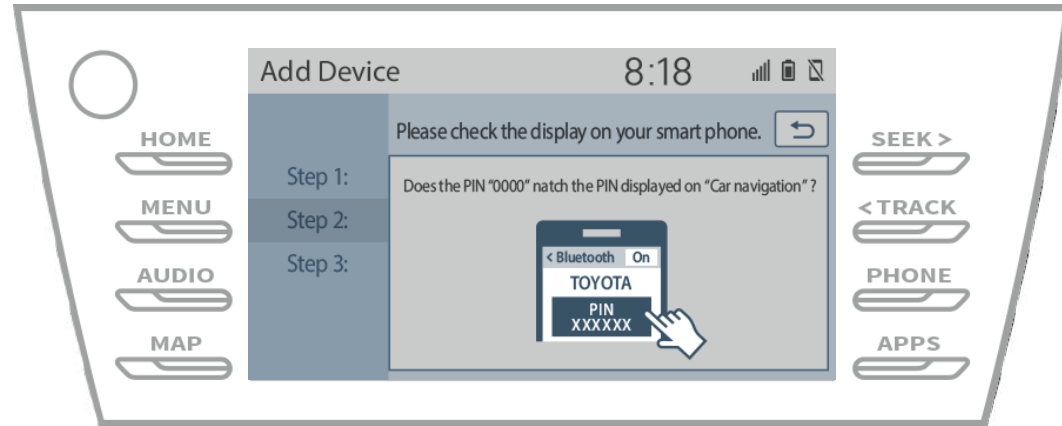 Add Device 8:18
HOME
MENU
AUDIO
MAP
Please check the display on your smart phone.
Step 1:
Step 2:
Step 3:
Does the PIN "0000" natch the PIN displayed on "Car navigation" ?
< Bluetooth On
TOYOTA
PIN
XXXXXX
SEEK >
< TRACK
PHONE
APPS